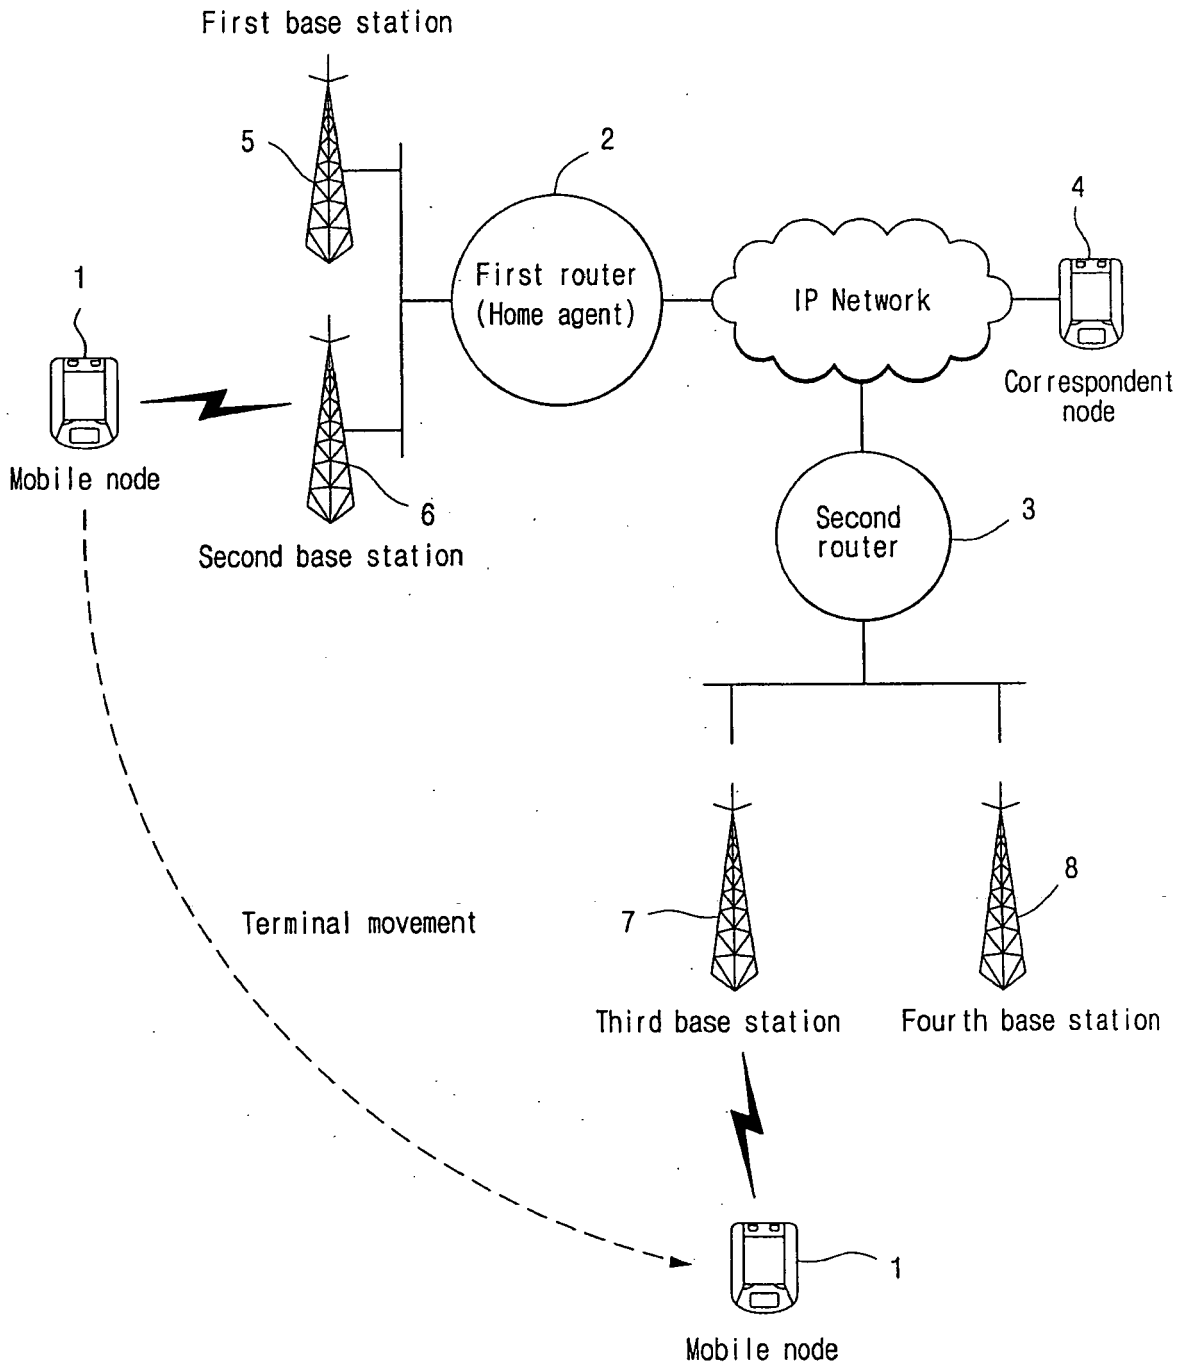 First base station
5
2
4
1
First router
(Home agent)
IP Network
Correspondent
node
Mobile node
6
Second base station
Second
router
3
7
8
Terminal movement
Third base station
Fourth base station
1
Mobile node